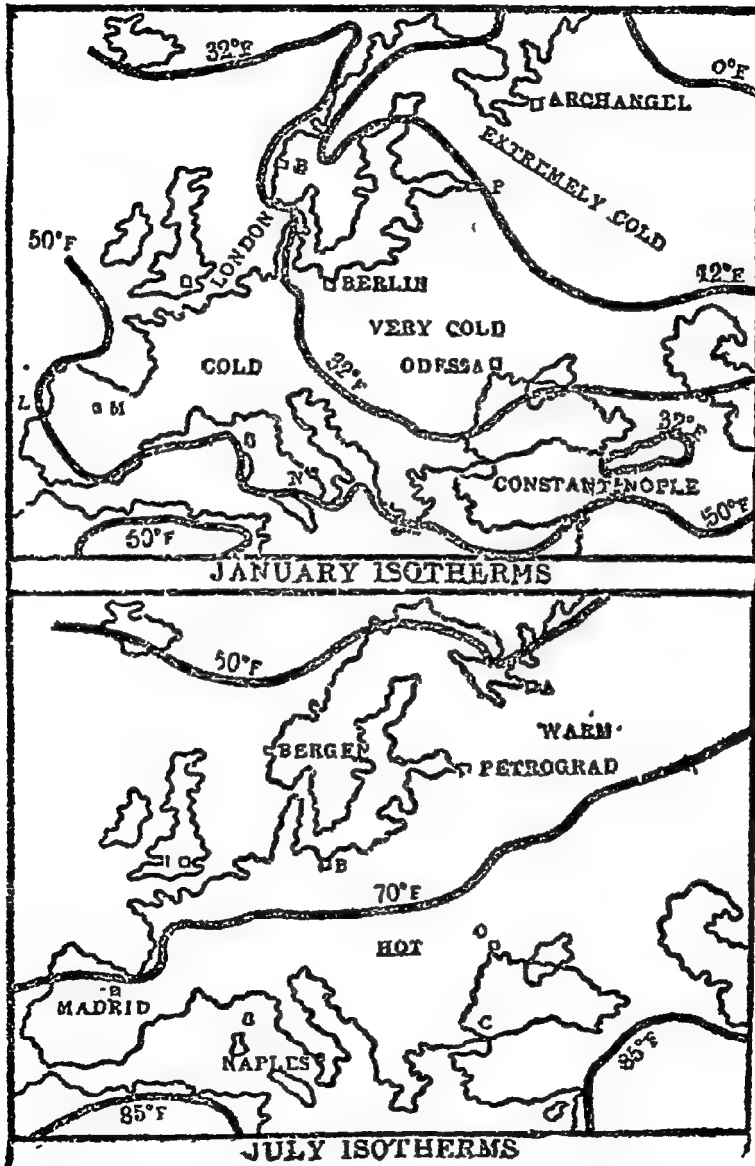 32°F
0°F
ARCHANGEL
EXTREMELY COLD
B
P
LONDON
50°F
12°F
BERLIN
VERY COLD
COLD
ODESSA
32°F
L
M
32°F
N
CONSTANTINOPLE
50°F
50°F
JANUARY ISOTHERMS
50°F
A
WARM
BERGEN
PETROGRAD
B
70°F
HOT
O
MADRID
C
NAPLES
85°F
85°F
JULY ISOTHERMS